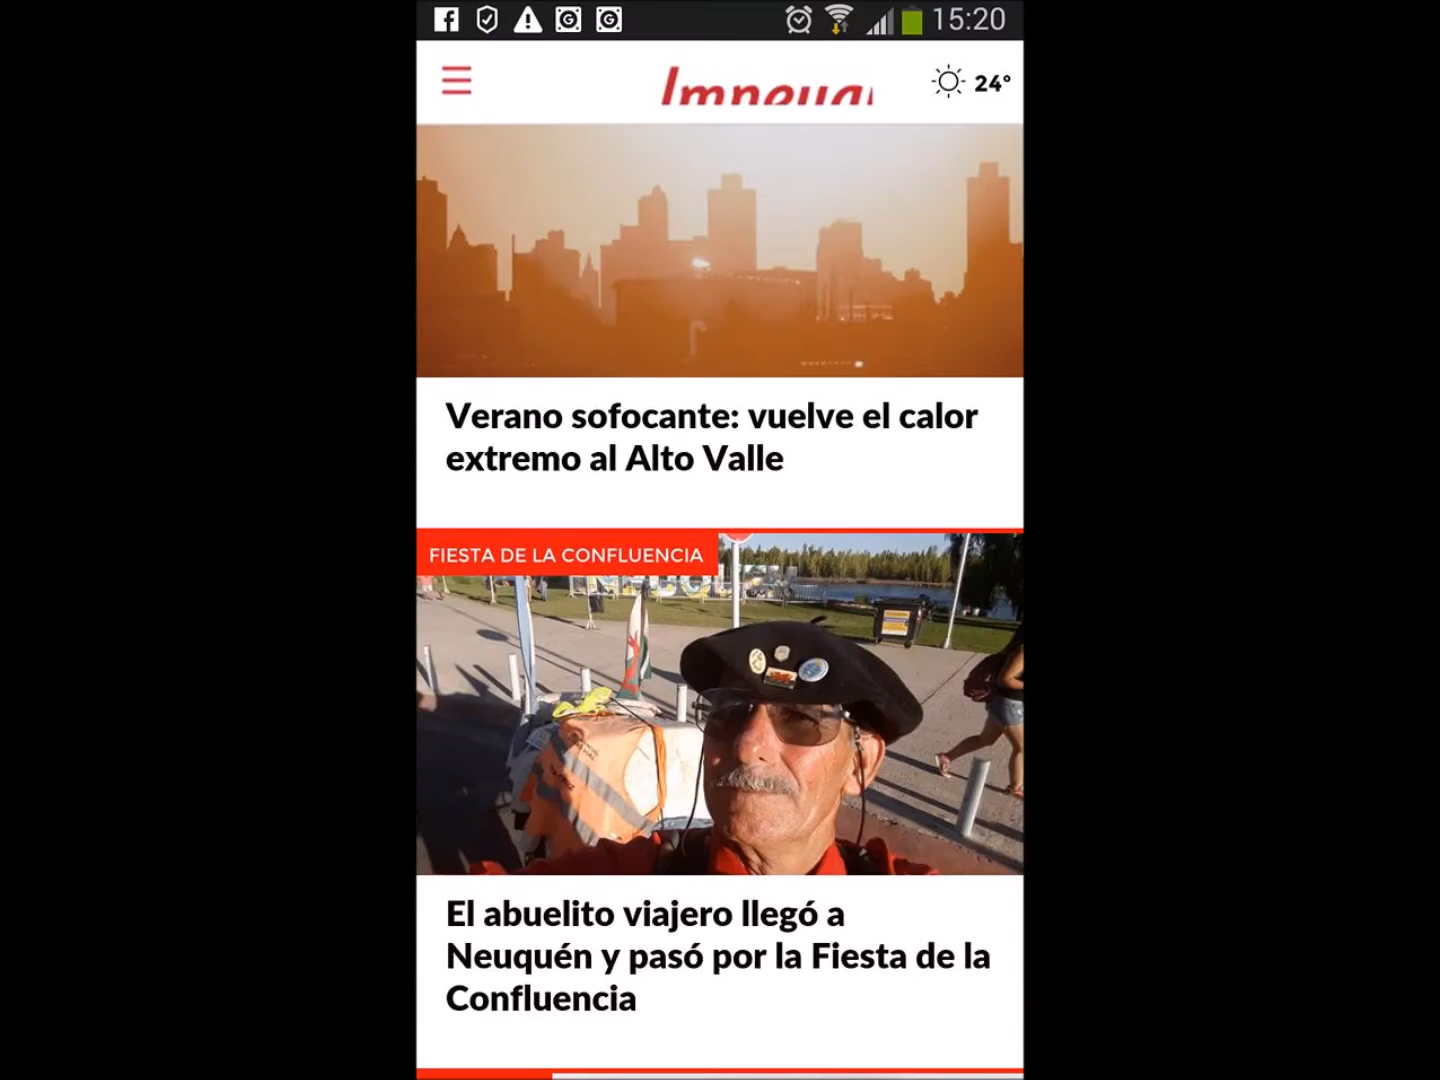 15:20
24°
Verano sofocante: vuelve el calor
extremo al Alto Valle
FIESTA DE LA CONFLUENCIA
El abuelito viajero llegó a
Neuquén y pasó por la Fiesta de la
Confluencia